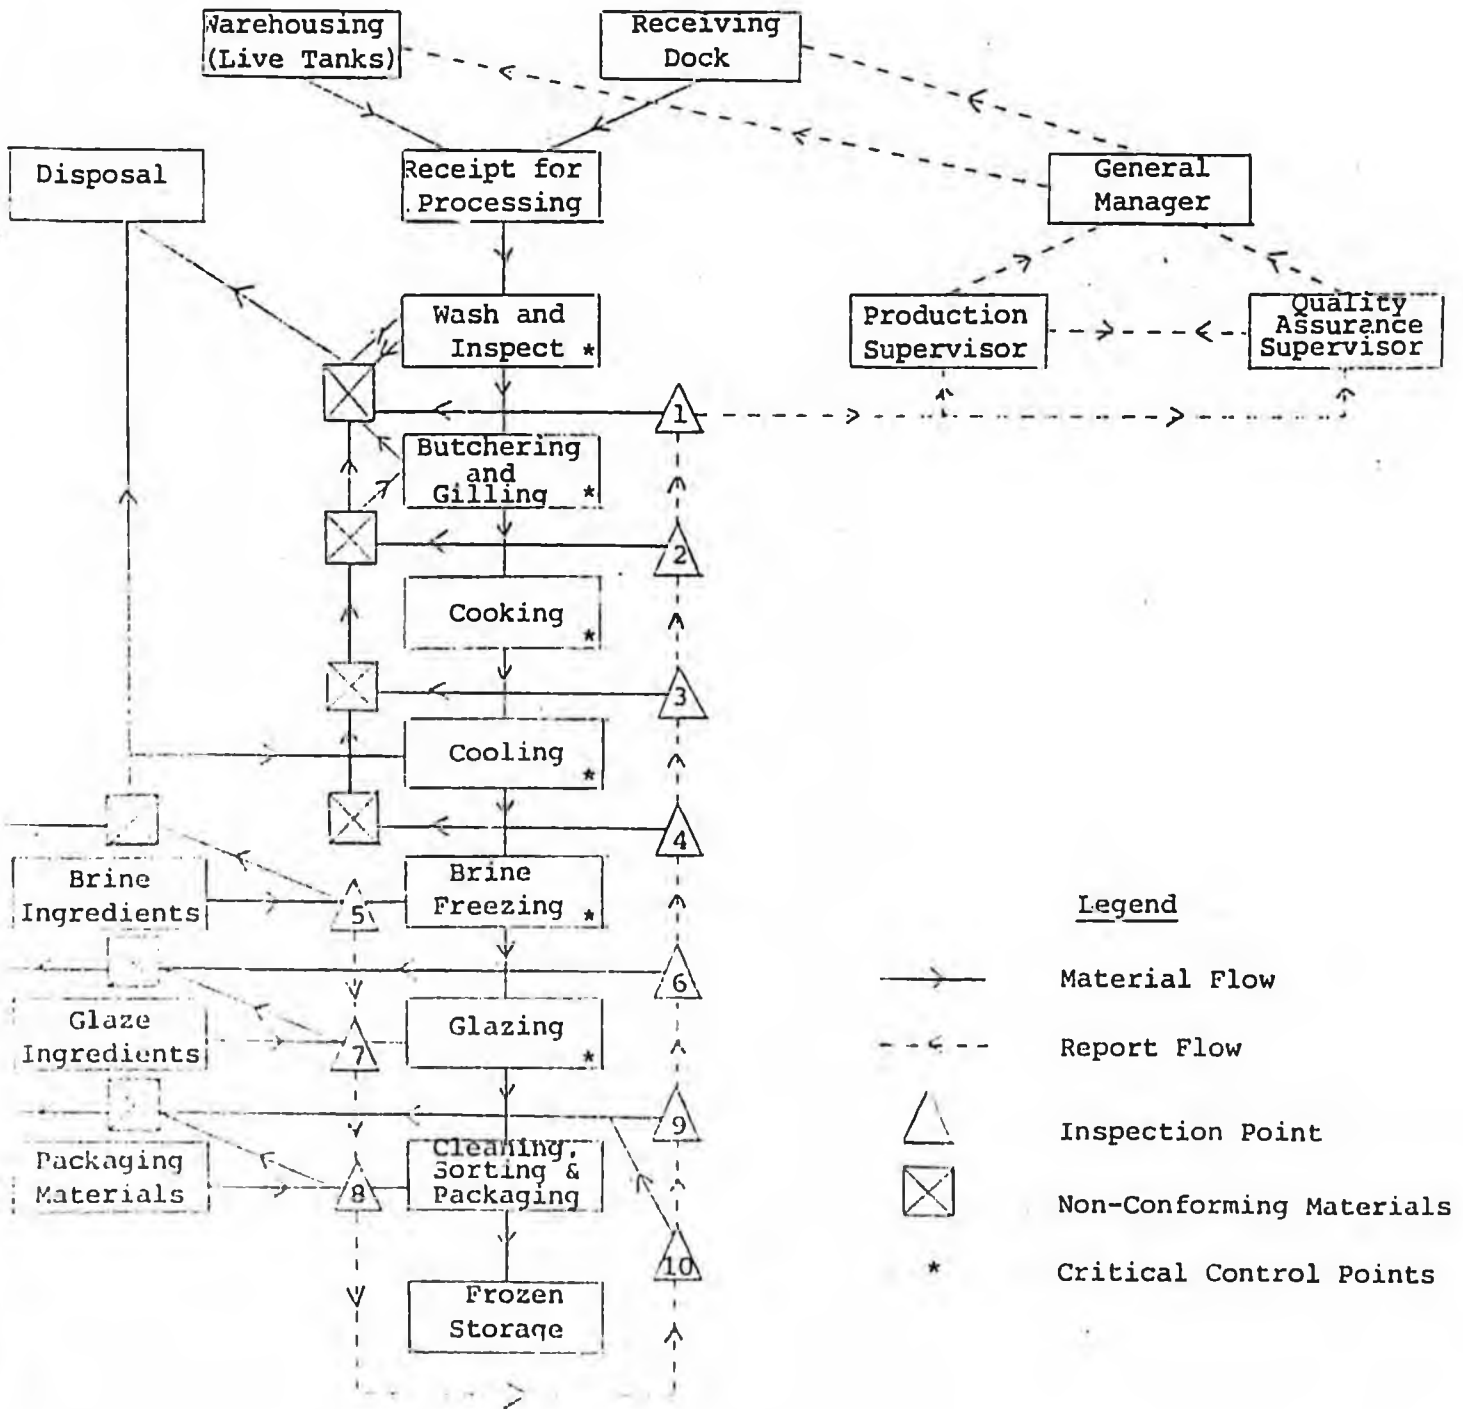 Warehousing
(Live Tanks)
Receiving
Dock
Disposal
Receipt for
Processing
General
Manager
Wash and
Inspect *
Production
Supervisor
Quality
Assurance
Supervisor
1
Butchering
and
Gilling *
2
Cooking
*
3
Cooling
*
4
Brine
Ingredients
5
Brine
Freezing *
6
Glaze
Ingredients
7
Glazing
*
9
Packaging
Materials
8
Cleaning,
Sorting &
Packaging
10
Frozen
Storage
Legend
Material Flow
Report Flow
Inspection Point
Non-Conforming Materials
* Critical Control Points